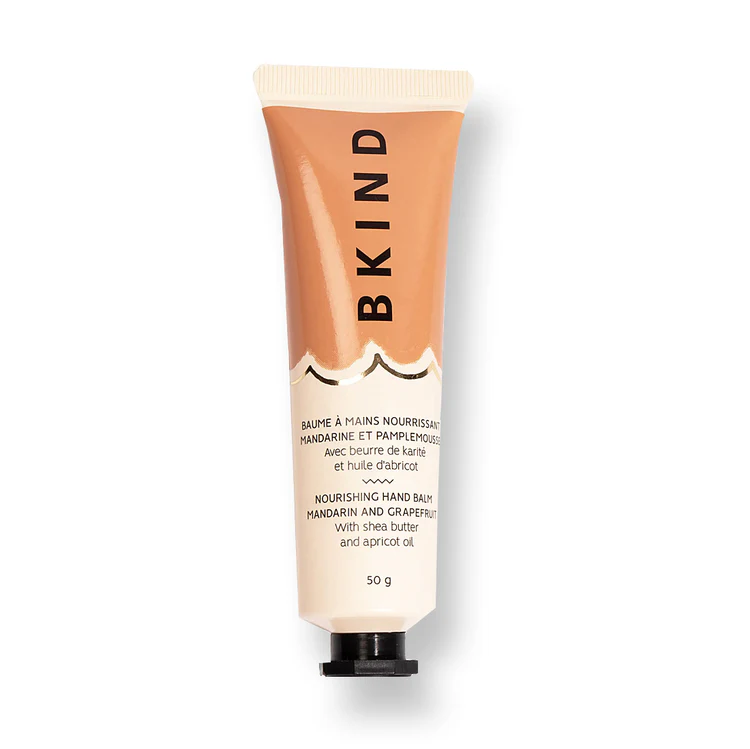 BKIND
BAUME À MAINS NOURRISSANT
MANDARINE ET PAMPLEMOUSSE
Avec beurre de karité
et huile d'abricot
NOURISHING HAND BALM
MANDARIN AND GRAPEFRUIT
With shea butter
and apricot oil
50 g